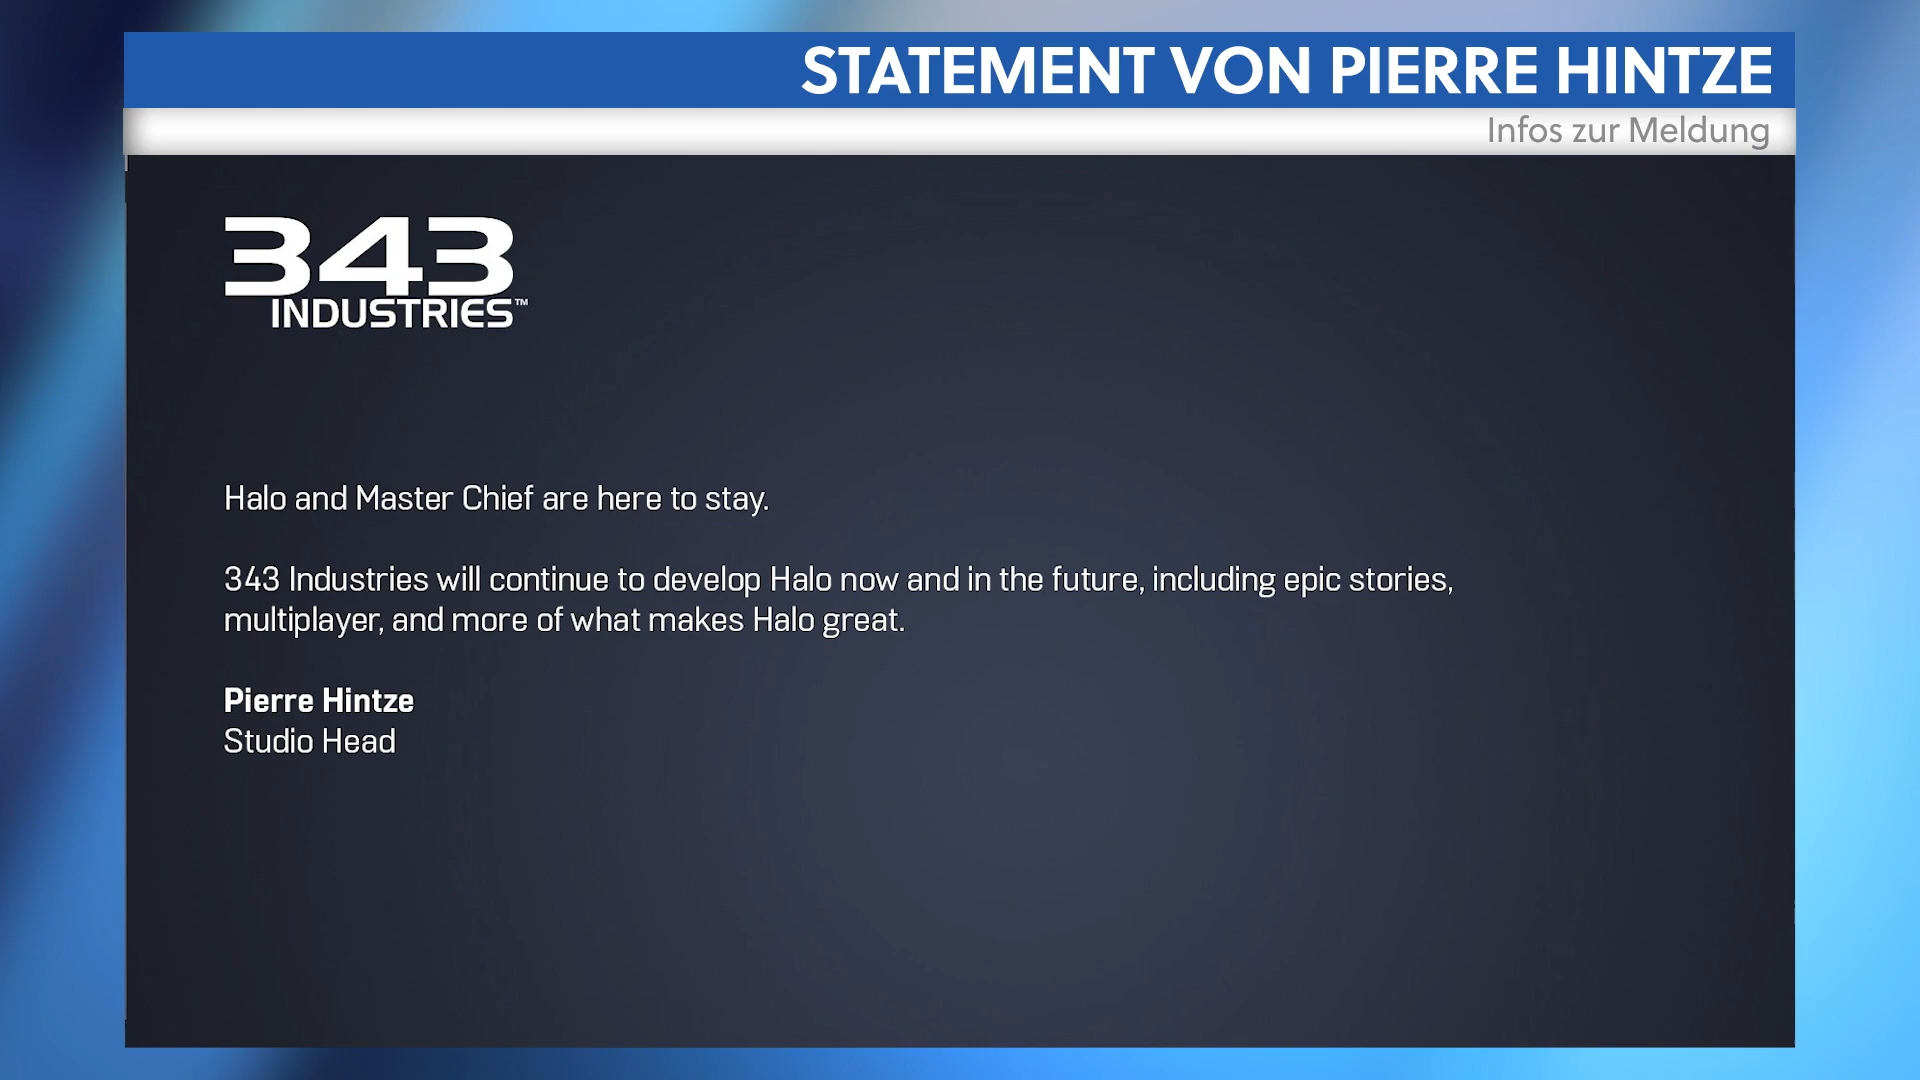 STATEMENT VON PIERRE HINTZE
Infos zur Meldung
343
INDUSTRIES™
Halo and Master Chief are here to stay.
343 Industries will continue to develop Halo now and in the future, including epic stories,
multiplayer, and more of what makes Halo great.
Pierre Hintze
Studio Head